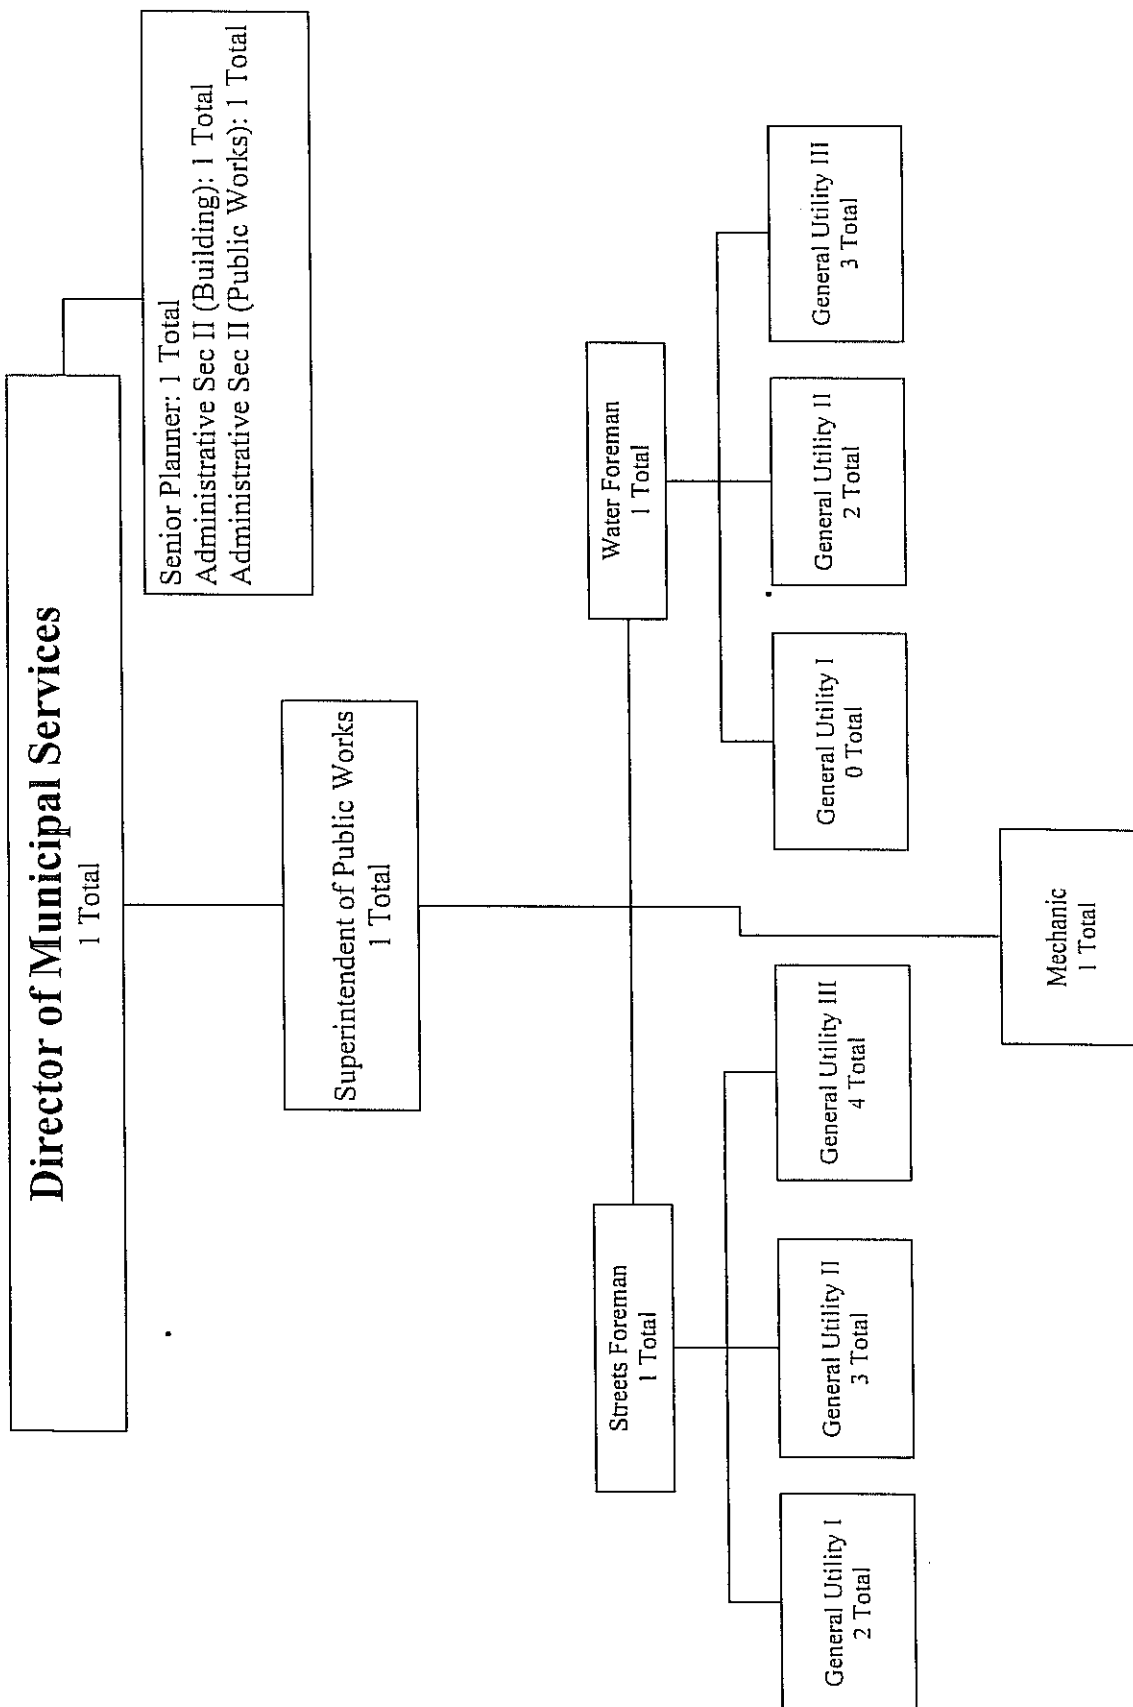 Director of Municipal Services
1 Total
Senior Planner: 1 Total
Administrative Sec II (Building): 1 Total
Administrative Sec II (Public Works): 1 Total
Superintendent of Public Works
1 Total
Streets Foreman
1 Total
Water Foreman
1 Total
General Utility I
2 Total
General Utility II
3 Total
General Utility III
4 Total
General Utility I
0 Total
General Utility II
2 Total
General Utility III
3 Total
Mechanic
1 Total